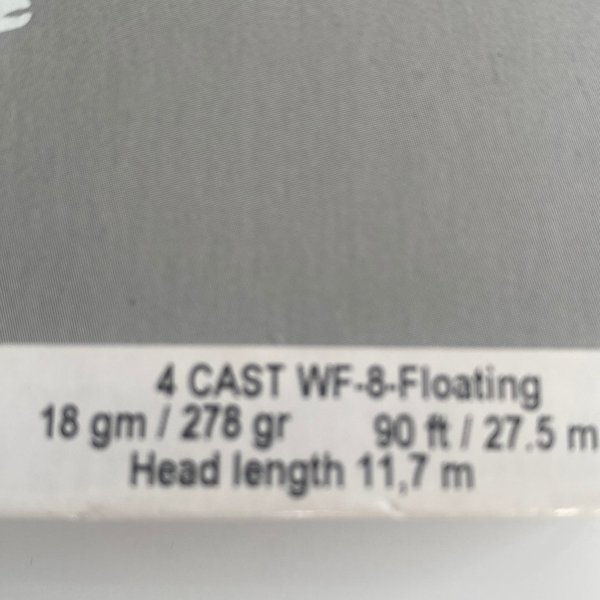 4 CAST WF-8-Floating
18 gm / 278 gr 90 ft / 27.5 m
Head length 11,7 m